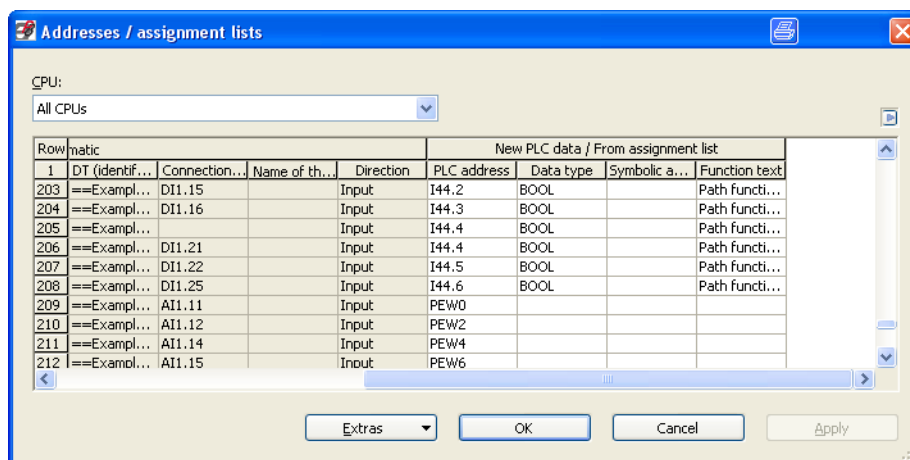 Addresses / assignment lists
CPU:
All CPUs
Row matic New PLC data / From assignment list
1 DT (identif... Connection... Name of th... Direction PLC address Data type Symbolic a... Function text
203 ==Exampl... DI1.15 Input I44.2 BOOL Path functi...
204 ==Exampl... DI1.16 Input I44.3 BOOL Path functi...
205 ==Exampl... Input I44.4 BOOL Path functi...
206 ==Exampl... DI1.21 Input I44.4 BOOL Path functi...
207 ==Exampl... DI1.22 Input I44.5 BOOL Path functi...
208 ==Exampl... DI1.25 Input I44.6 BOOL Path functi...
209 ==Exampl... AI1.11 Input PEW0
210 ==Exampl... AI1.12 Input PEW2
211 ==Exampl... AI1.14 Input PEW4
212 ==Exampl... AI1.15 Input PEW6
Extras OK Cancel Apply